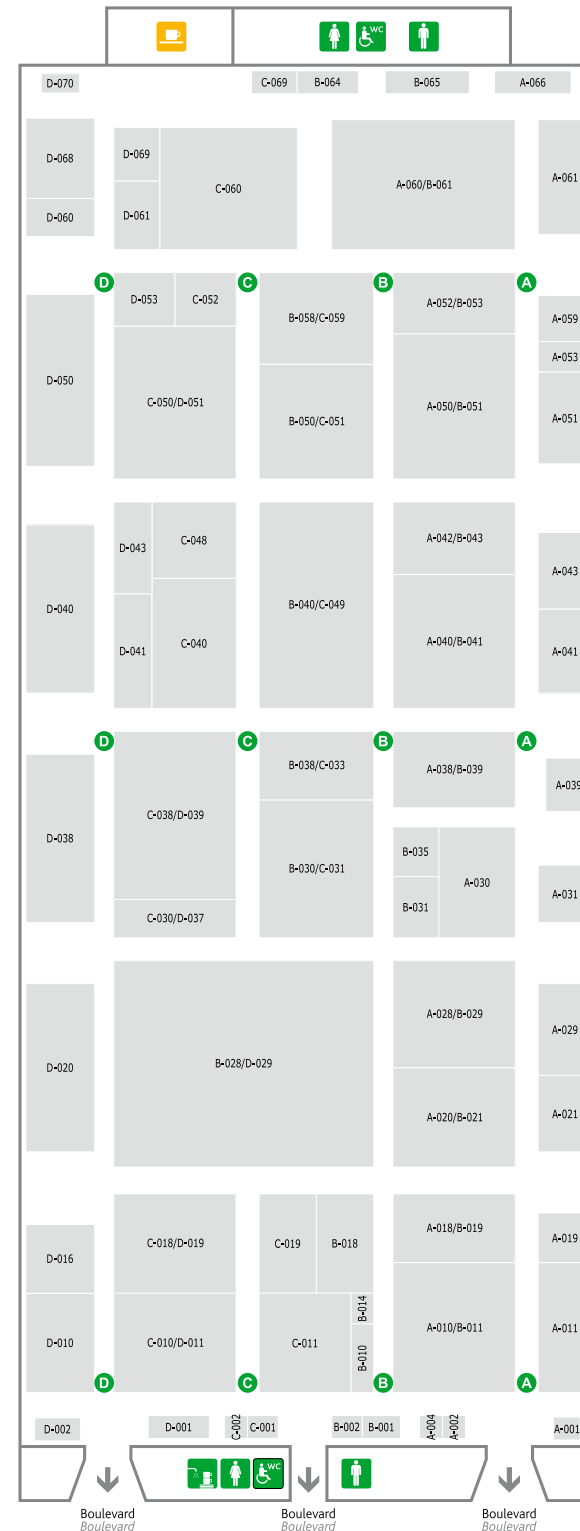 WC
D-070
C-069
B-064
B-065
A-066
D-068
D-069
C-060
A-060/B-061
A-061
D-060
D-061
D
C
B
A
D-053
C-052
B-058/C-059
A-052/B-053
A-059
A-053
D-050
C-050/D-051
B-050/C-051
A-050/B-051
A-051
D-043
C-048
A-042/B-043
A-043
D-040
B-040/C-049
D-041
C-040
A-040/B-041
A-041
D
C
B
A
B-038/C-033
A-038/B-039
A-039
C-038/D-039
D-038
B-030/C-031
B-035
A-030
A-031
C-030/D-037
B-031
A-028/B-029
A-029
D-020
B-028/D-029
A-020/B-021
A-021
D-016
C-018/D-019
C-019
B-018
A-018/B-019
A-019
B-014
D-010
C-010/D-011
C-011
B-010
A-010/B-011
A-011
D
C
B
A
D-002
D-001
C-002
C-001
B-002
B-001
A-004
A-002
A-001
WC
Boulevard
Boulevard
Boulevard
Boulevard
Boulevard
Boulevard